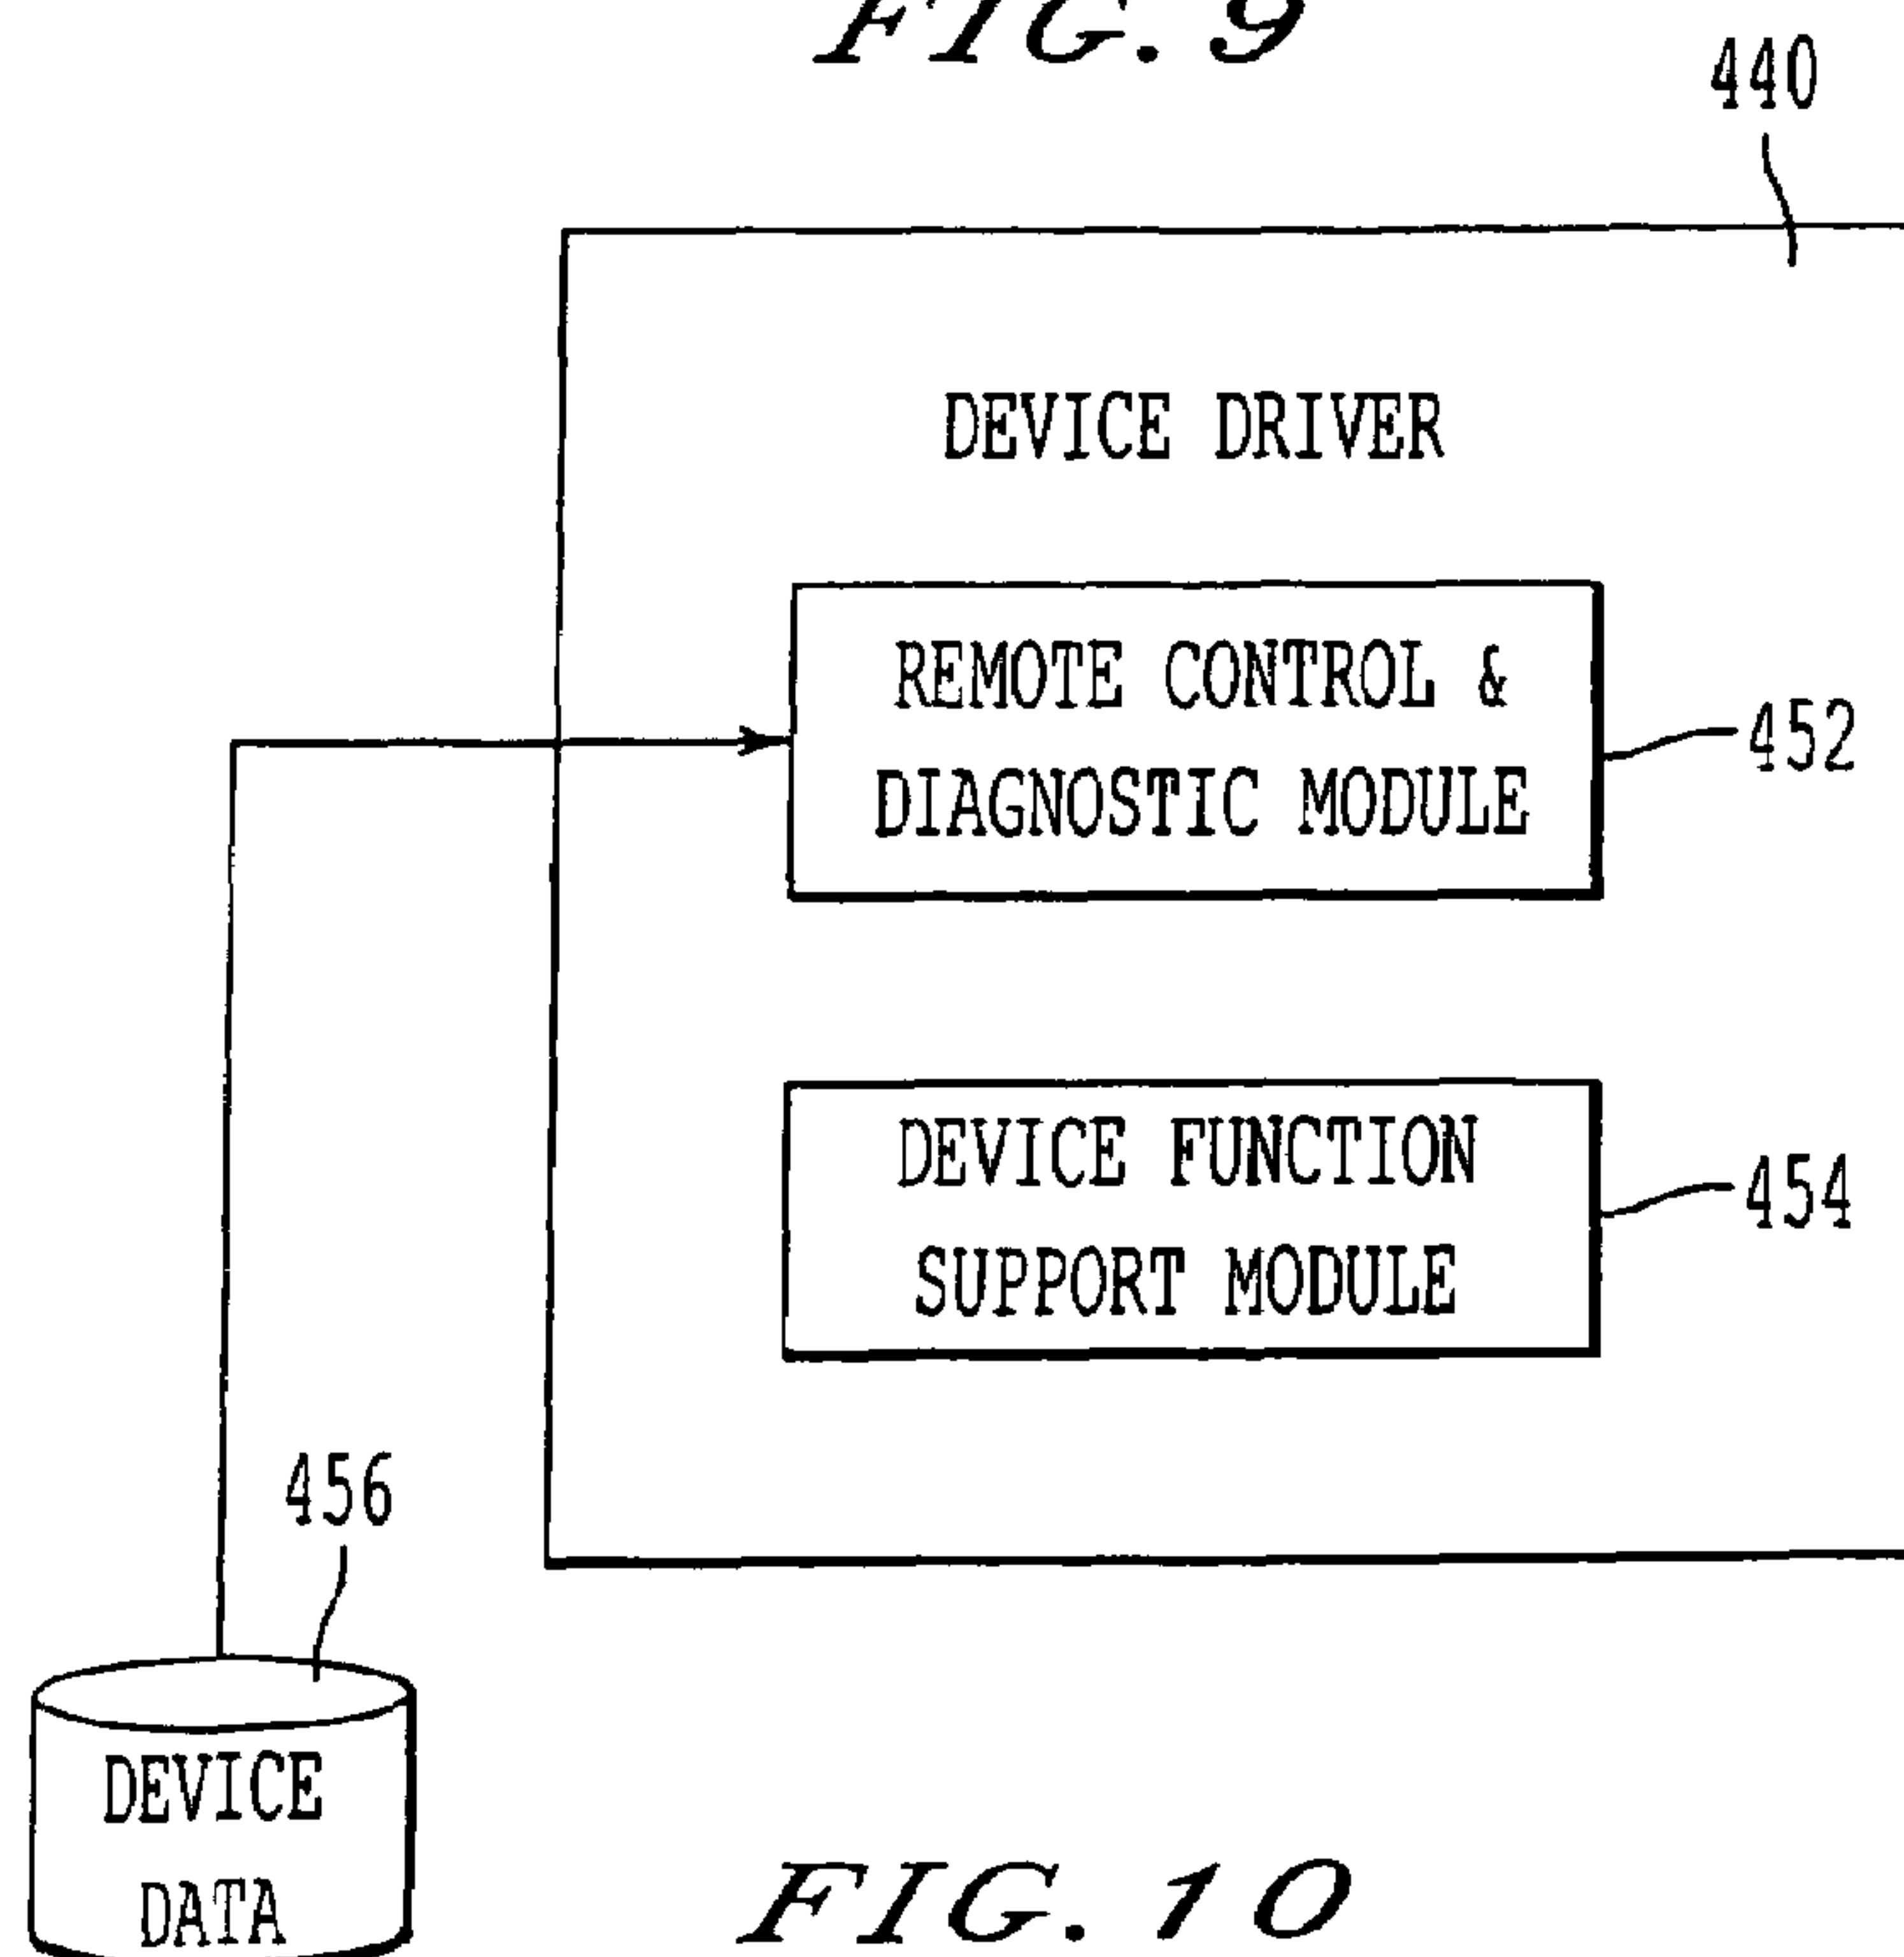 FIG. 9
440
DEVICE DRIVER
REMOTE CONTROL &
DIAGNOSTIC MODULE
452
DEVICE FUNCTION
SUPPORT MODULE
454
456
DEVICE
DATA
FIG. 10